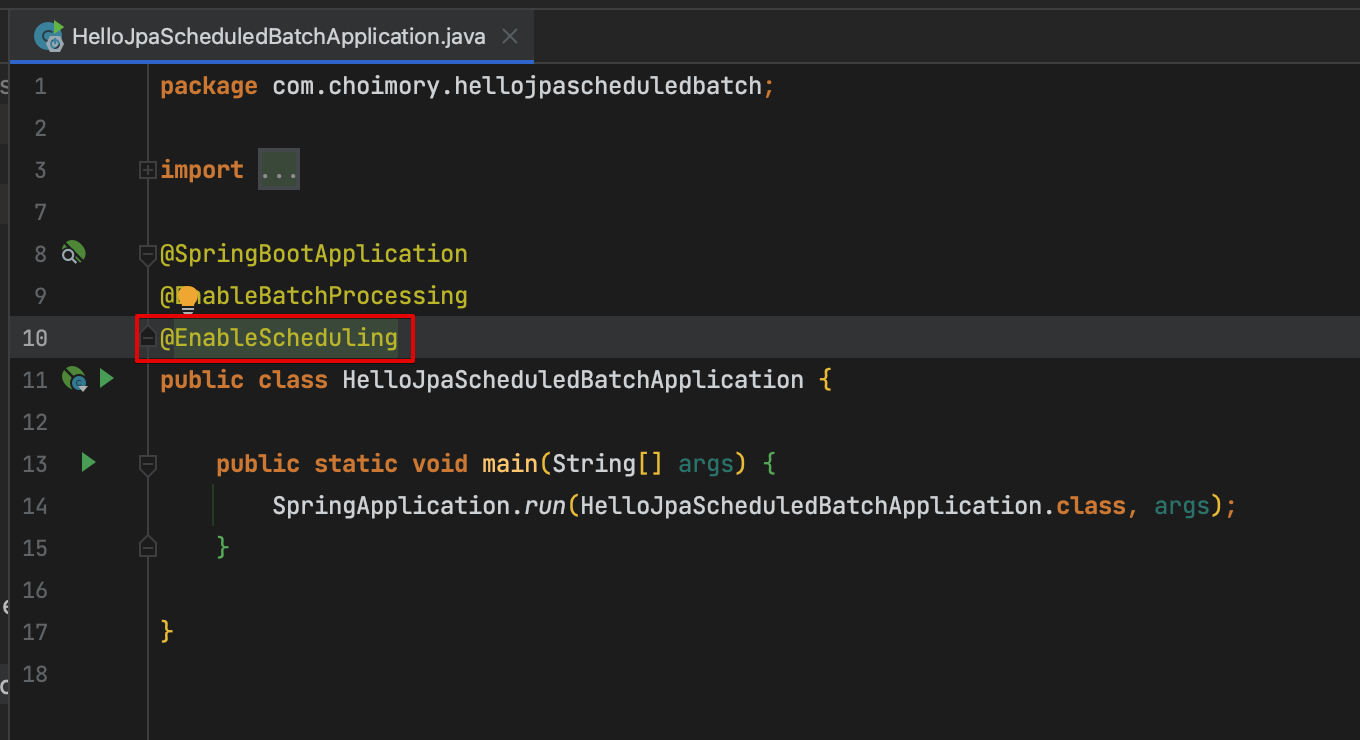 HelloJpaScheduledBatchApplication.java
1 package com.choimory.hellojpascheduledbatch;
2
3 import ...
7
8 @SpringBootApplication
9 @EnableBatchProcessing
10 @EnableScheduling
11 public class HelloJpaScheduledBatchApplication {
12
13 public static void main(String[] args) {
14 SpringApplication.run(HelloJpaScheduledBatchApplication.class, args);
15 }
16
17 }
18